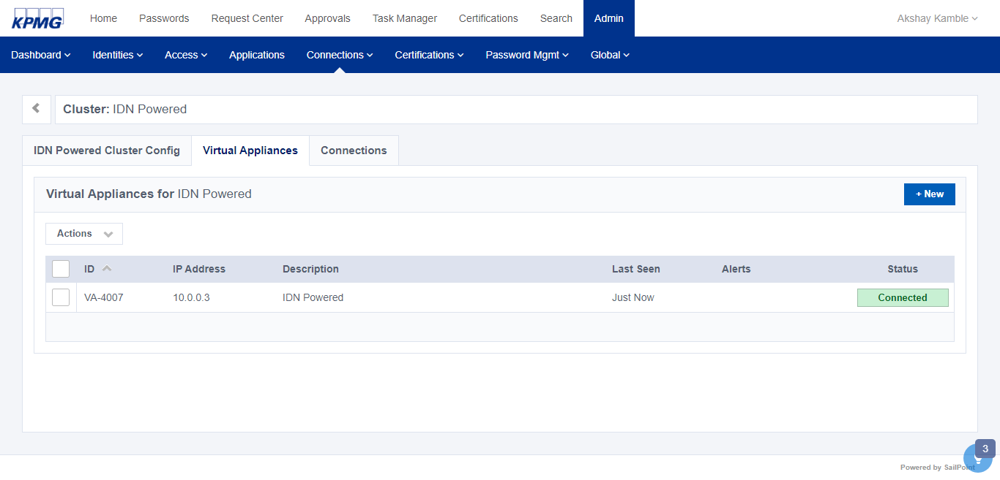 KPMG Home Passwords Request Center Approvals Task Manager Certifications Search Admin Akshay Kamble
Dashboard Identities Access Applications Connections Certifications Password Mgmt Global
Cluster: IDN Powered
IDN Powered Cluster Config Virtual Appliances Connections
Virtual Appliances for IDN Powered + New
Actions
ID IP Address Description Last Seen Alerts Status
VA-4007 10.0.0.3 IDN Powered Just Now Connected
3
Powered by SailPoint